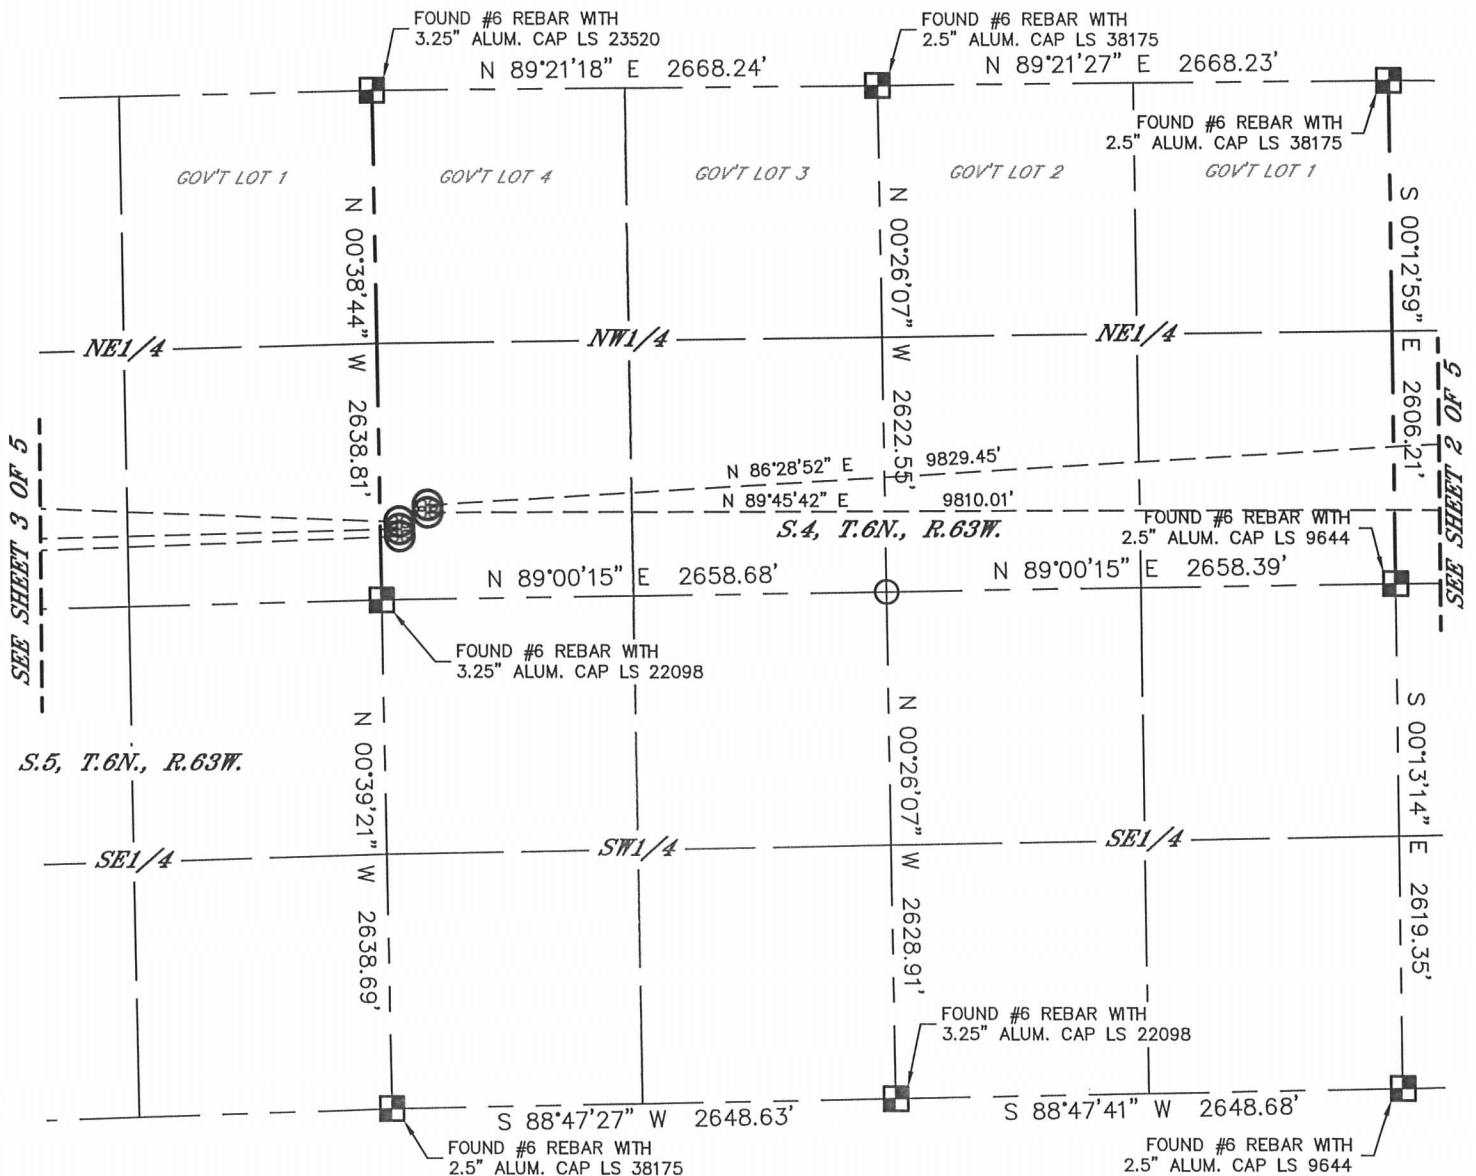 FOUND #6 REBAR WITH
3.25" ALUM. CAP LS 23520
FOUND #6 REBAR WITH
2.5" ALUM. CAP LS 38175
N 89°21'18" E 2668.24'
N 89°21'27" E 2668.23'
FOUND #6 REBAR WITH
2.5" ALUM. CAP LS 38175
GOV'T LOT 1
GOV'T LOT 4
GOV'T LOT 3
GOV'T LOT 2
GOV'T LOT 1
N 00°38'44" W 2638.81'
N 00°26'07" W 2622.55'
S 00°12'59" E 2606.21'
NE1/4
NW1/4
NE1/4
SEE SHEET 3 OF 5
SEE SHEET 2 OF 5
N 86°28'52" E 9829.45'
N 89°45'42" E 9810.01'
S.4, T.6N., R.63W.
FOUND #6 REBAR WITH
2.5" ALUM. CAP LS 9644
N 89°00'15" E 2658.68'
N 89°00'15" E 2658.39'
FOUND #6 REBAR WITH
3.25" ALUM. CAP LS 22098
S.5, T.6N., R.63W.
N 00°39'21" W 2638.69'
N 00°26'07" W 2628.91'
S 00°13'14" E 2619.35'
SE1/4
SW1/4
SE1/4
FOUND #6 REBAR WITH
3.25" ALUM. CAP LS 22098
S 88°47'27" W 2648.63'
S 88°47'41" W 2648.68'
FOUND #6 REBAR WITH
2.5" ALUM. CAP LS 38175
FOUND #6 REBAR WITH
2.5" ALUM. CAP LS 9644